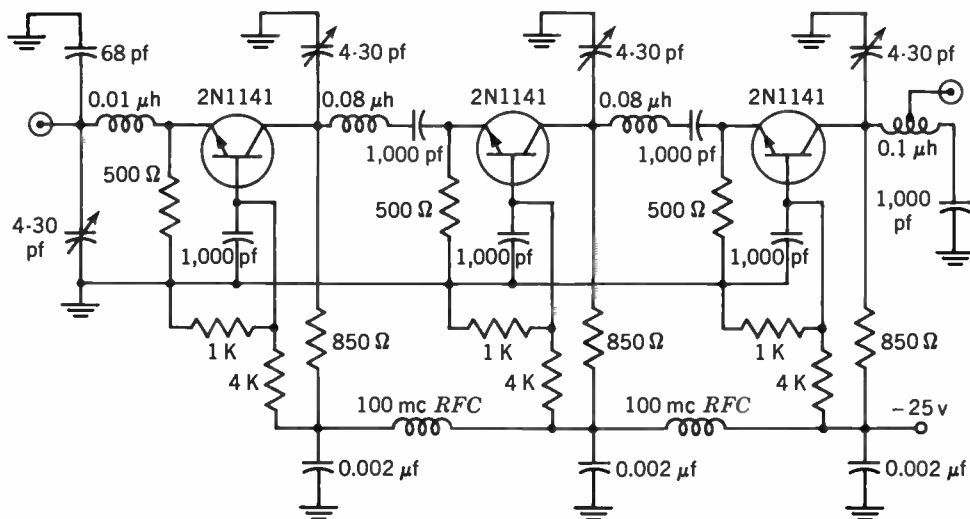 68 pf
4-30 pf
4-30 pf
4-30 pf
0.01 μh
2N1141
0.08 μh
2N1141
0.08 μh
2N1141
0.1 μh
1,000 pf
1,000 pf
500 Ω
500 Ω
500 Ω
1,000
pf
4-30
pf
1,000 pf
1,000 pf
1,000 pf
1 K
850 Ω
1 K
850 Ω
1 K
850 Ω
4 K
4 K
4 K
100 mc RFC
100 mc RFC
-25 v
0.002 μf
0.002 μf
0.002 μf